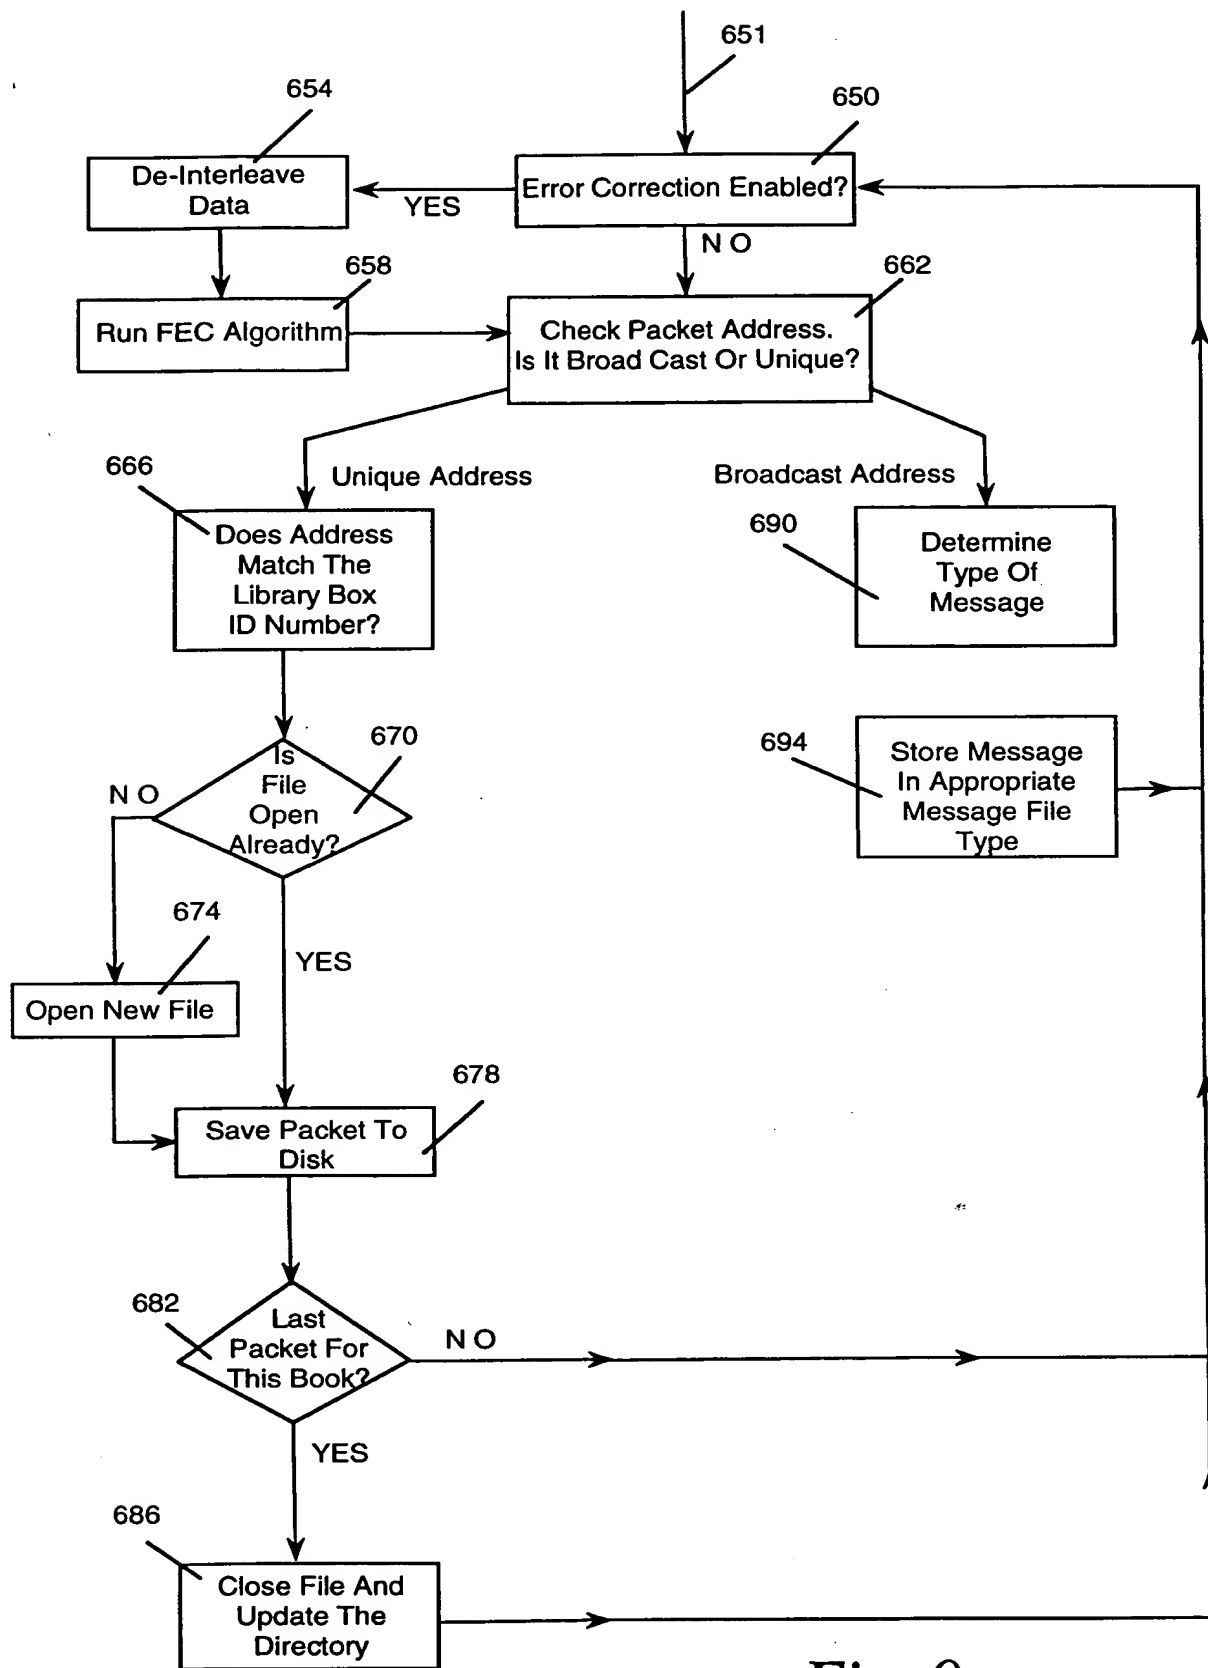 651
654
650
De-Interleave
Data
YES
Error Correction Enabled?
N O
658
662
Run FEC Algorithm
Check Packet Address.
Is It Broad Cast Or Unique?
666
Unique Address
Broadcast Address
690
Does Address
Match The
Library Box
ID Number?
Determine
Type Of
Message
670
694
Is
File
Open
Already?
N O
Store Message
In Appropriate
Message File
Type
674
YES
Open New File
678
Save Packet To
Disk
682
Last
Packet For
This Book?
N O
YES
686
Close File And
Update The
Directory